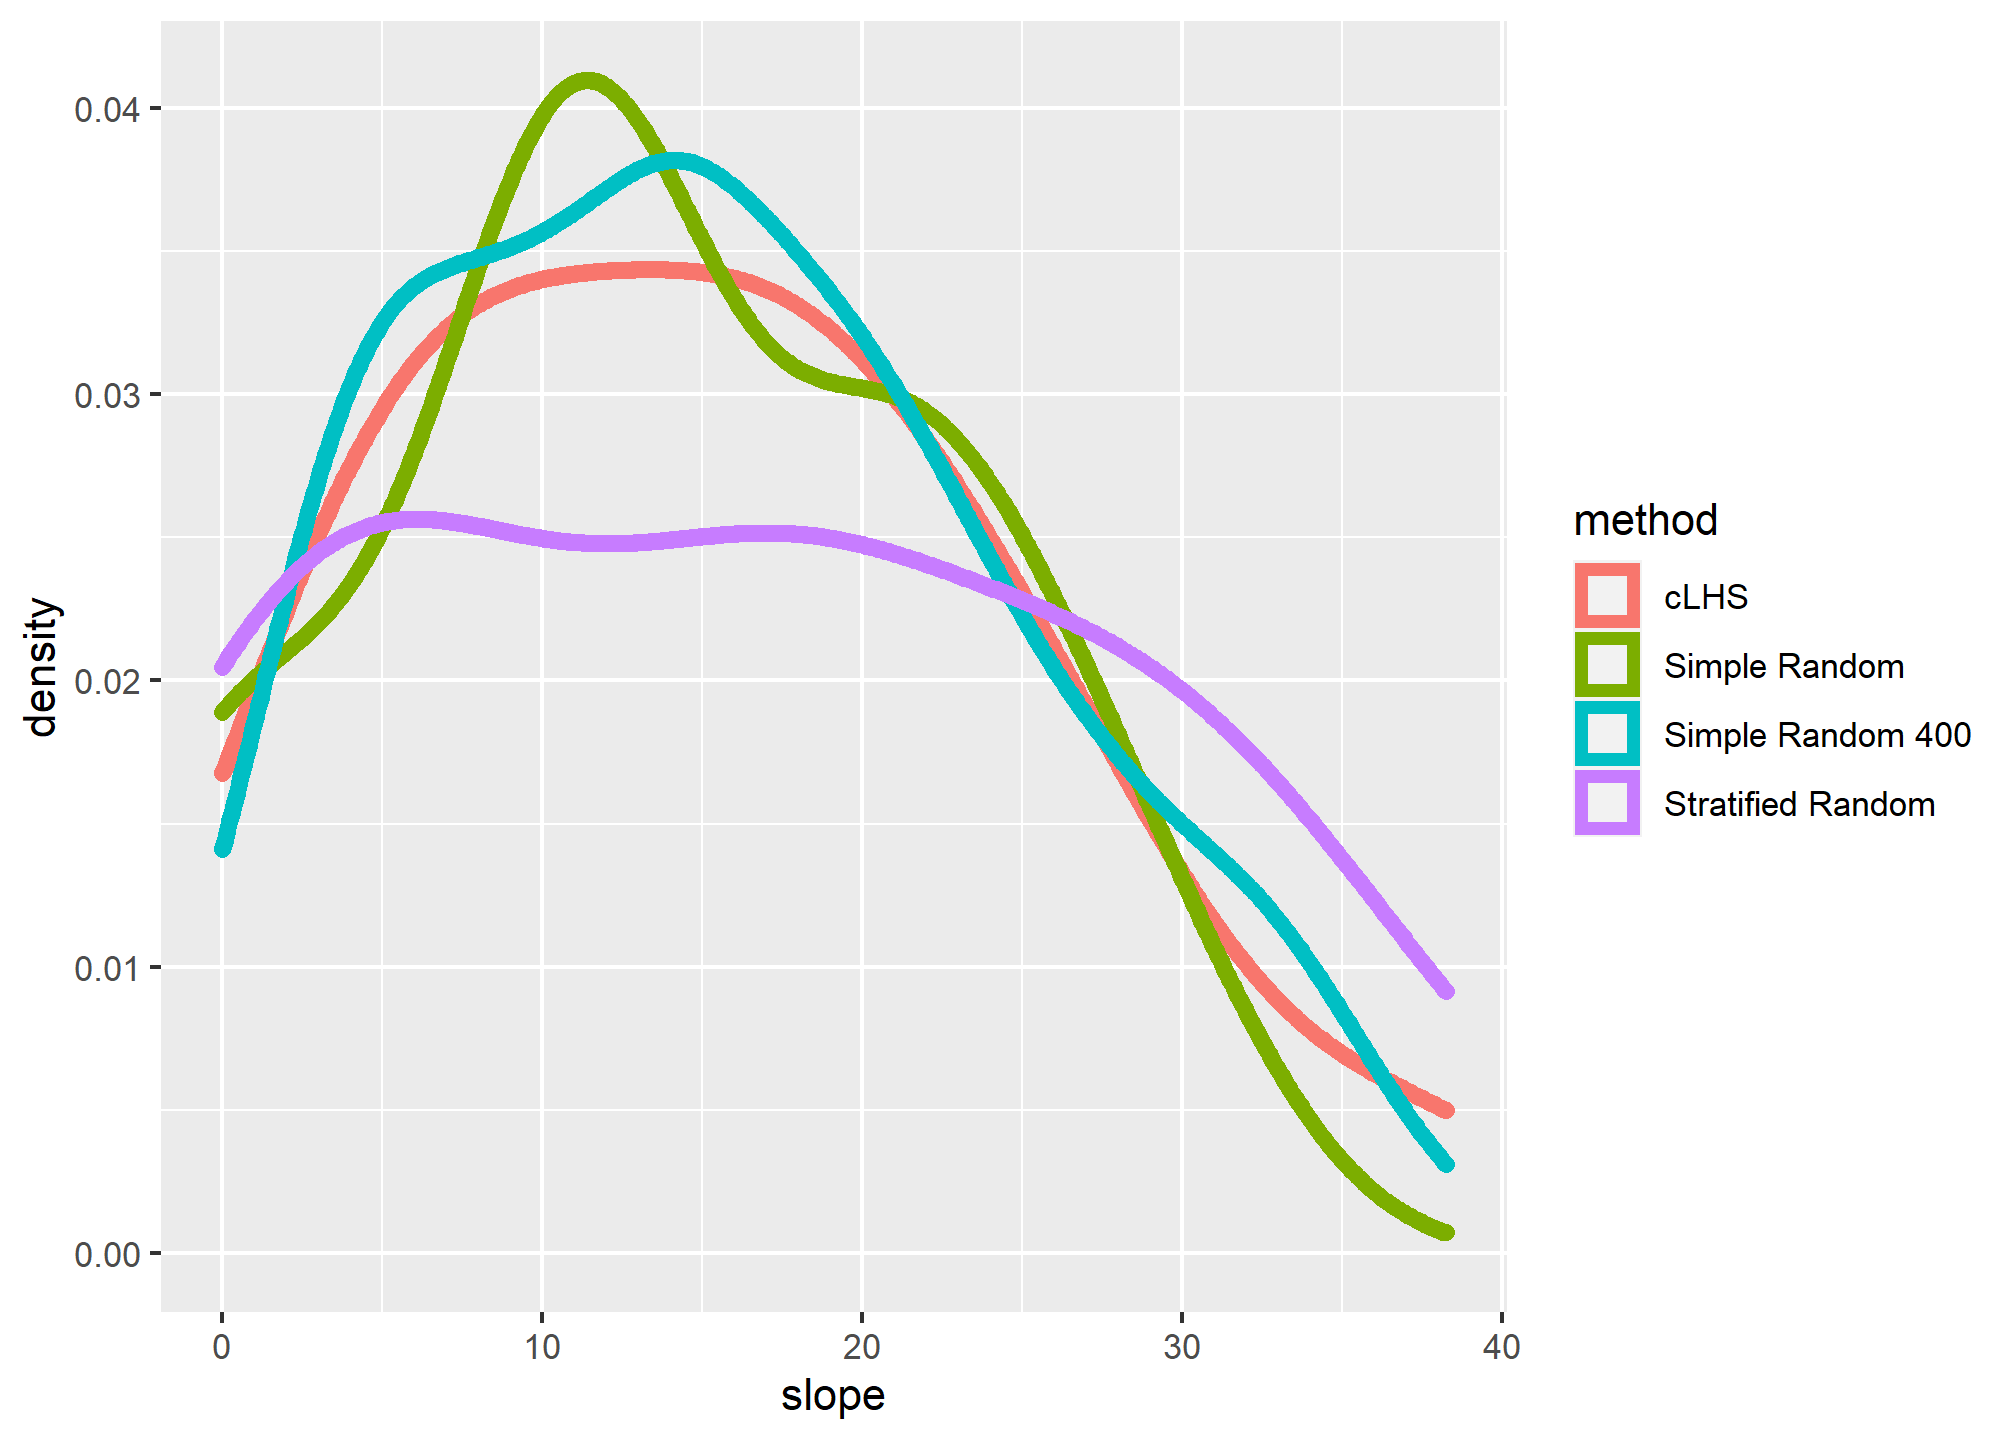 0.04
0.03
0.02
0.01
0.00
density
0 10 20 30 40
slope
method
cLHS
Simple Random
Simple Random 400
Stratified Random